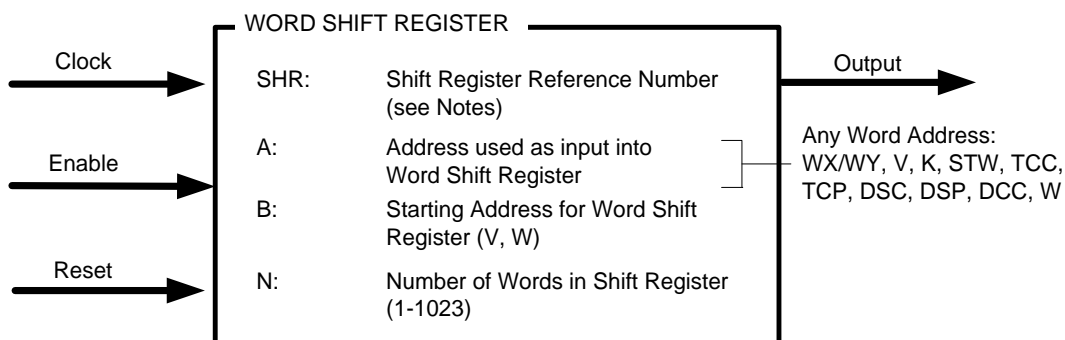 WORD SHIFT REGISTER
Clock
Enable
Reset
SHR: Shift Register Reference Number
(see Notes)
A: Address used as input into
Word Shift Register
B: Starting Address for Word Shift
Register (V, W)
N: Number of Words in Shift Register
(1-1023)
Output
Any Word Address:
WX/WY, V, K, STW, TCC,
TCP, DSC, DSP, DCC, W